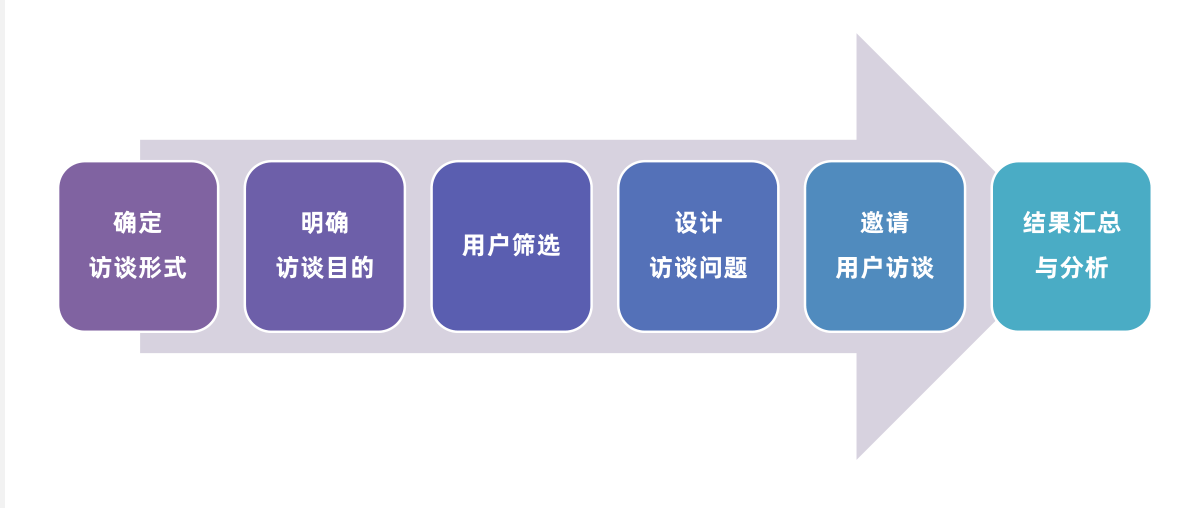 确定
访谈形式
明确
访谈目的
用户筛选
设计
访谈问题
邀请
用户访谈
结果汇总
与分析